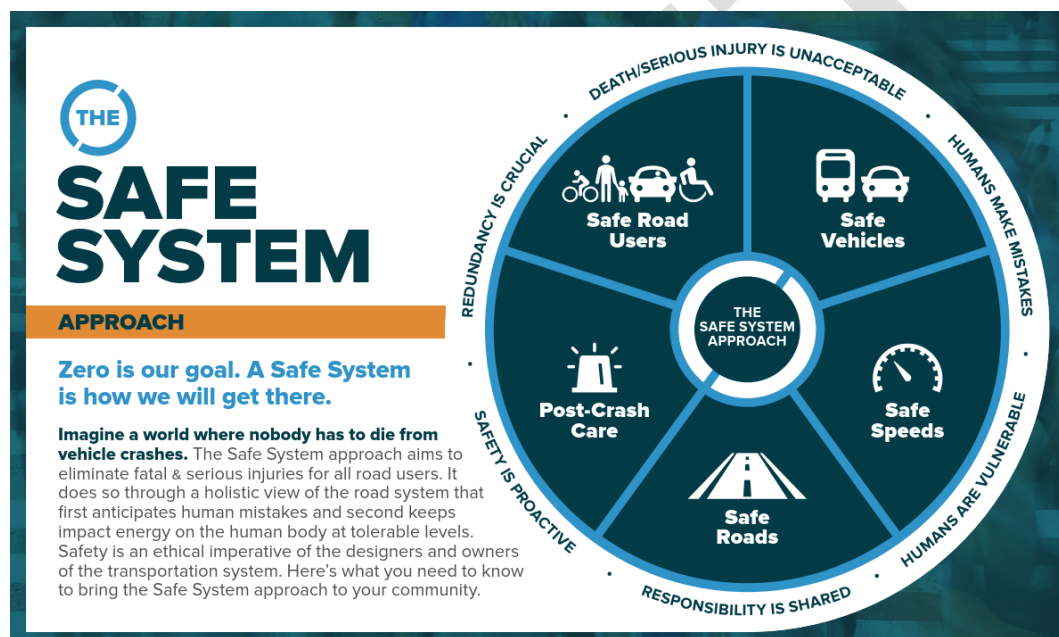 THE
SAFE
SYSTEM
APPROACH
Zero is our goal. A Safe System
is how we will get there.
Imagine a world where nobody has to die from
vehicle crashes. The Safe System approach aims to
eliminate fatal & serious injuries for all road users. It
does so through a holistic view of the road system that
first anticipates human mistakes and second keeps
impact energy on the human body at tolerable levels.
Safety is an ethical imperative of the designers and owners
of the transportation system. Here's what you need to know
to bring the Safe System approach to your community.
DEATH/SERIOUS INJURY IS UNACCEPTABLE
HUMANS MAKE MISTAKES
HUMANS ARE VULNERABLE
RESPONSIBILITY IS SHARED
SAFETY IS PROACTIVE
REDUNDANCY IS CRUCIAL
Safe Road
Users
Safe
Vehicles
Safe
Speeds
Safe
Roads
Post-Crash
Care
THE
SAFE SYSTEM
APPROACH